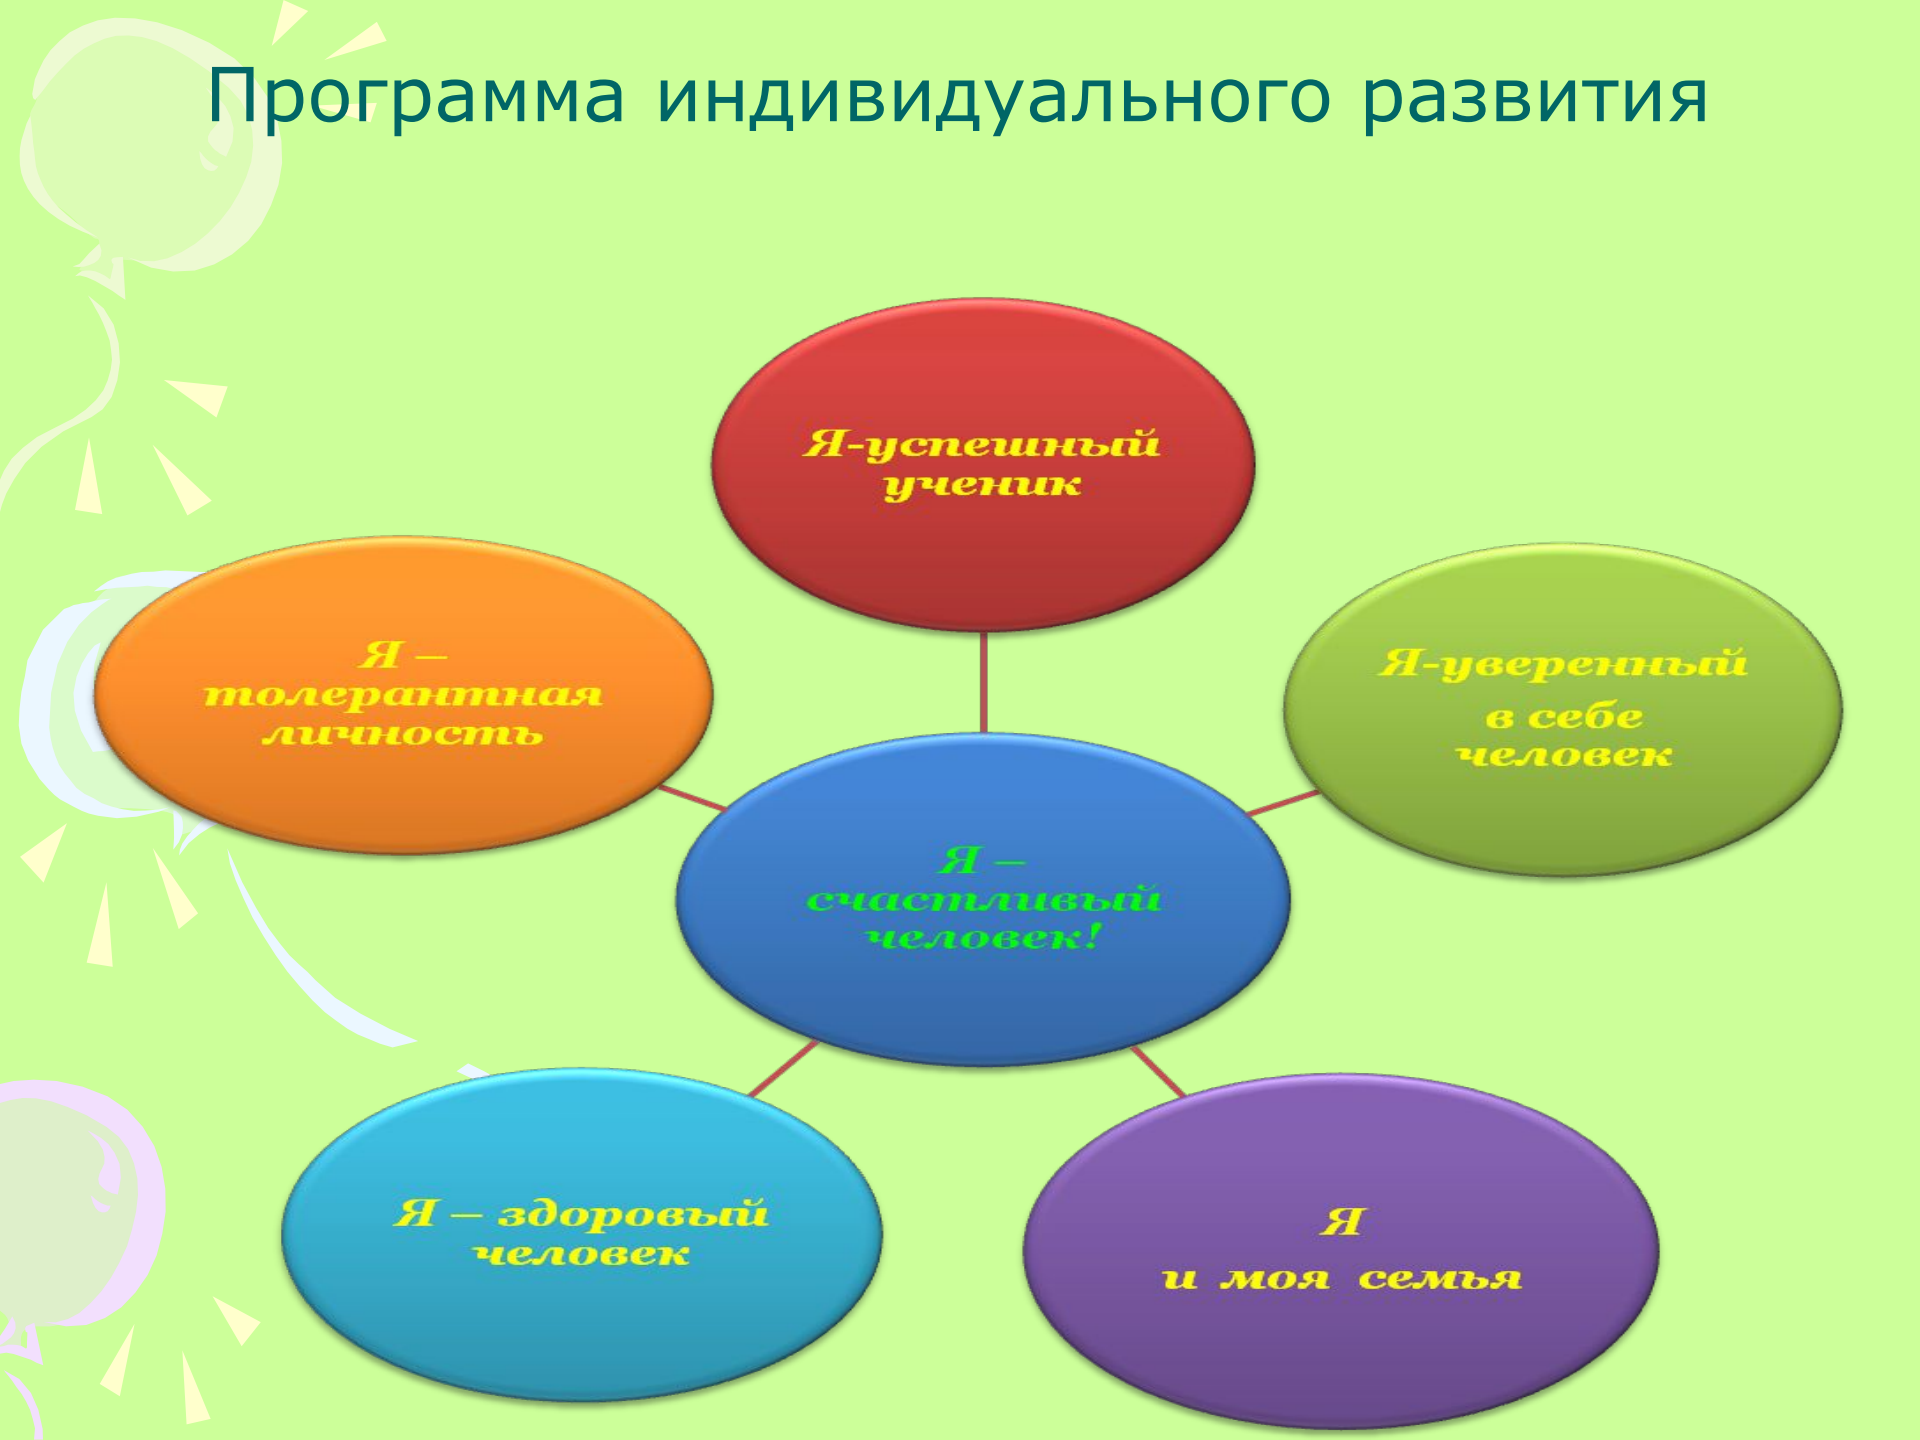 Программа индивидуального развития
Я-успешный
ученик
Я –
толерантная
личность
Я-уверенный
в себе
человек
Я –
счастливый
человек!
Я – здоровый
человек
Я
и моя семья